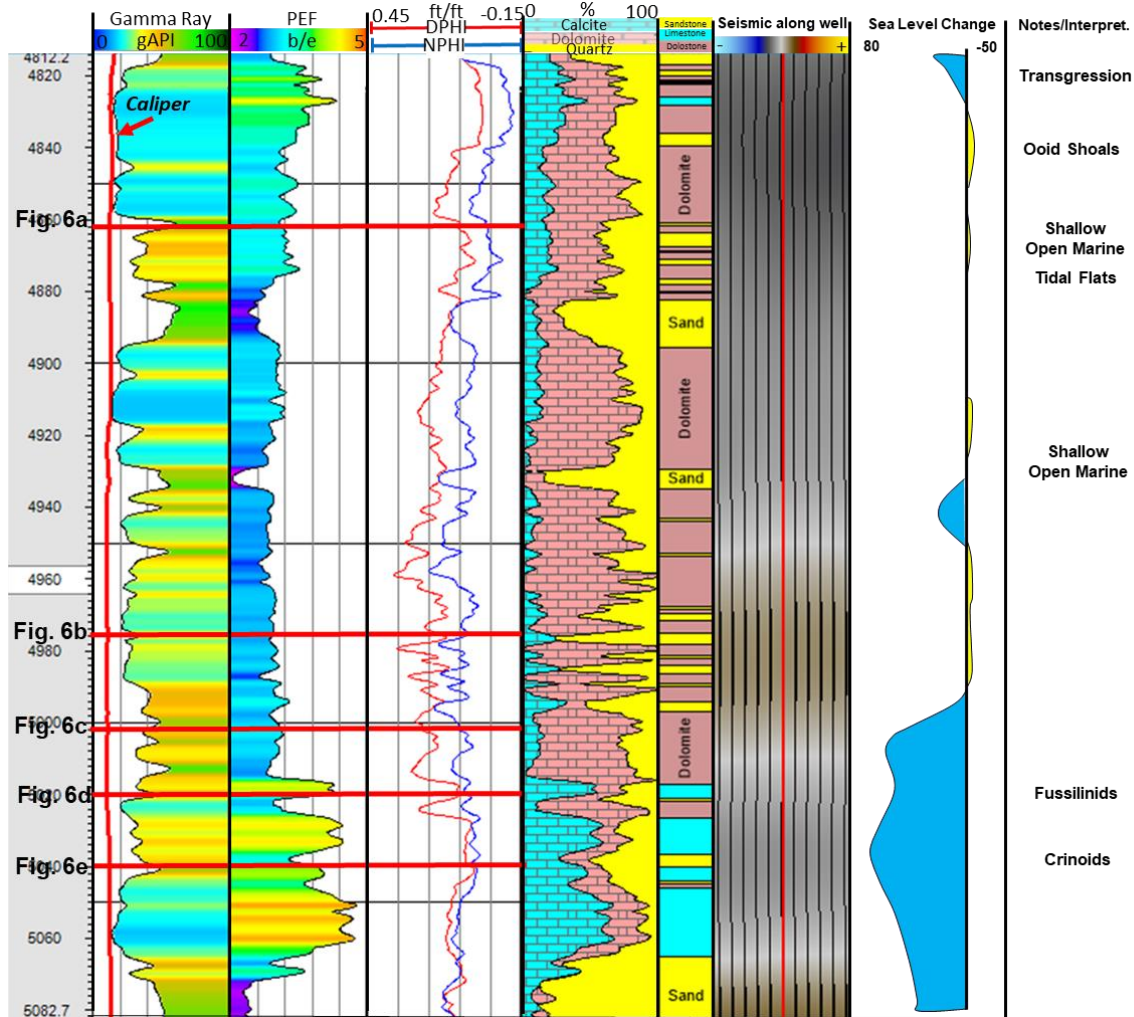 Gamma Ray
0 gAPI 100
PEF
2 b/e 5
ft/ft
0.45 -0.15
DPHI
NPHI
0 % 100
Calcite
Dolomite
Quartz
Sandstone
Limestone
Dolostone
Seismic along well
- +
Sea Level Change
80 -50
Notes/Interpret.
4812.2
4820
Transgression
Caliper
4840
Ooid Shoals
Dolomite
Fig. 6a
Shallow
Open Marine
Tidal Flats
4880
Sand
4900
Dolomite
4920
Shallow
Open Marine
Sand
4940
4960
Fig. 6b
4980
5000
Fig. 6c
Dolomite
Fig. 6d
5020
Fussilinids
Fig. 6e
5040
Crinoids
5060
Sand
5082.7